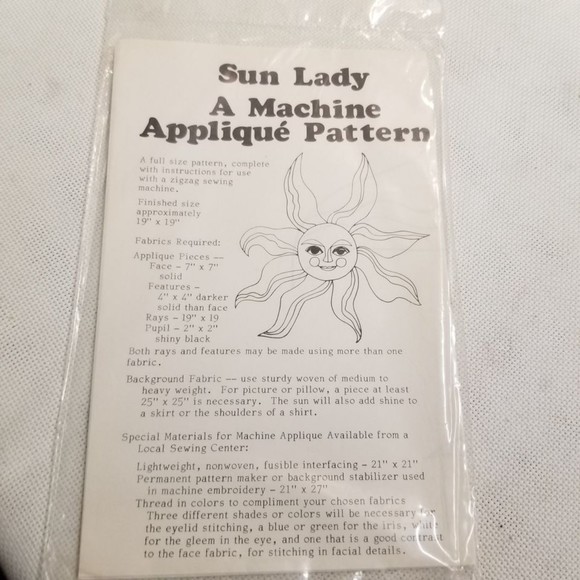 Sun Lady
A Machine
Appliqué Pattern
A full size pattern, complete
with instructions for use
with a zigzag sewing
machine.
Finished size
approximately
19" x 19"
Fabrics Required:
Applique Pieces --
Face - 7" x 7"
solid
Features -
4" x 4" darker
solid than face
Rays - 19" x 19
Pupil - 2" x 2"
shiny black
Both rays and features may be made using more than one
fabric.
Background Fabric -- use sturdy woven of medium to
heavy weight. For picture or pillow, a piece at least
25" x 25" is necessary. The sun will also add shine to
a skirt or the shoulders of a shirt.
Special Materials for Machine Applique Available from a
Local Sewing Center:
Lightweight, nonwoven, fusible interfacing - 21" x 21"
Permanent pattern maker or background stabilizer used
in machine embroidery - 21" x 27"
Thread in colors to compliment your chosen fabrics
Three different shades or colors will be necessary for
the eyelid stitching, a blue or green for the iris, white
for the gleem in the eye, and one that is a good contrast
to the face fabric, for stitching in facial details.